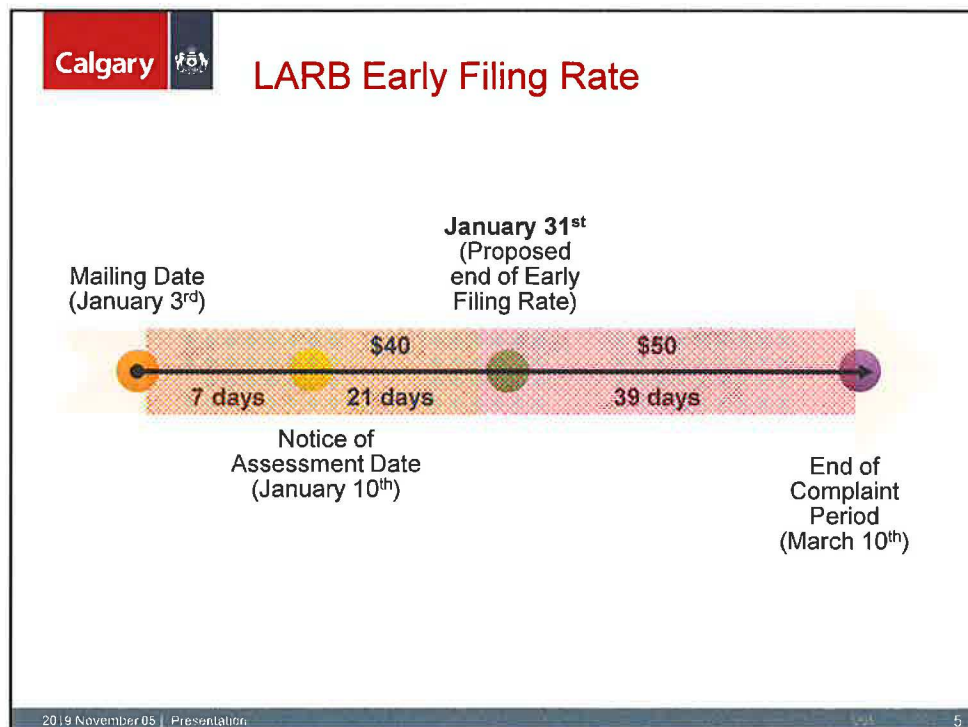 Calgary
LARB Early Filing Rate
January 31st
(Proposed
end of Early
Filing Rate)
Mailing Date
(January 3rd)
$40
$50
7 days
21 days
39 days
Notice of
Assessment Date
(January 10th)
End of
Complaint
Period
(March 10th)
2019 November 05 | Presentation
5